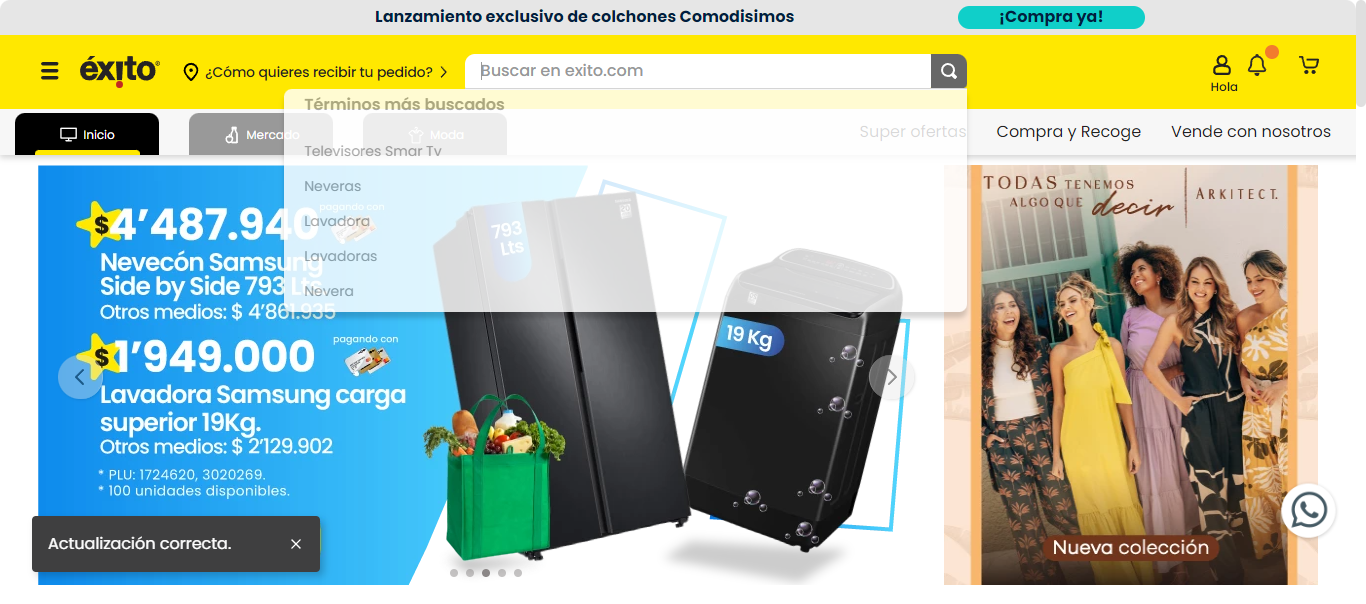 Lanzamiento exclusivo de colchones Comodisimos
¡Compra ya!
éxito
¿Cómo quieres recibir tu pedido?
Buscar en exito.com
Hola
Términos más buscados
Inicio
Mercado
Moda
Super ofertas
Compra y Recoge
Vende con nosotros
Televisores Smar Tv
Neveras
Lavadora
Lavadoras
Nevera
$4’487.940
pagando con
Nevecón Samsung
Side by Side 793 Lts
Otros medios: $ 4’861.935
$1’949.000
pagando con
Lavadora Samsung carga
superior 19Kg.
Otros medios: $ 2’129.902
* PLU: 1724620, 3020269.
* 100 unidades disponibles.
793
Lts
19 Kg
TODAS TENEMOS
ALGO QUE decir
ARKITECT.
Nueva colección
Actualización correcta.